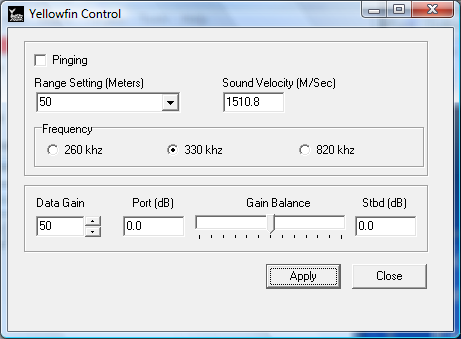 Yellowfin Control
Pinging
Range Setting (Meters) Sound Velocity (M/Sec)
50 1510.8
Frequency
260 khz 330 khz 820 khz
Data Gain Port (dB) Gain Balance Stbd (dB)
50 0.0 0.0
Apply Close